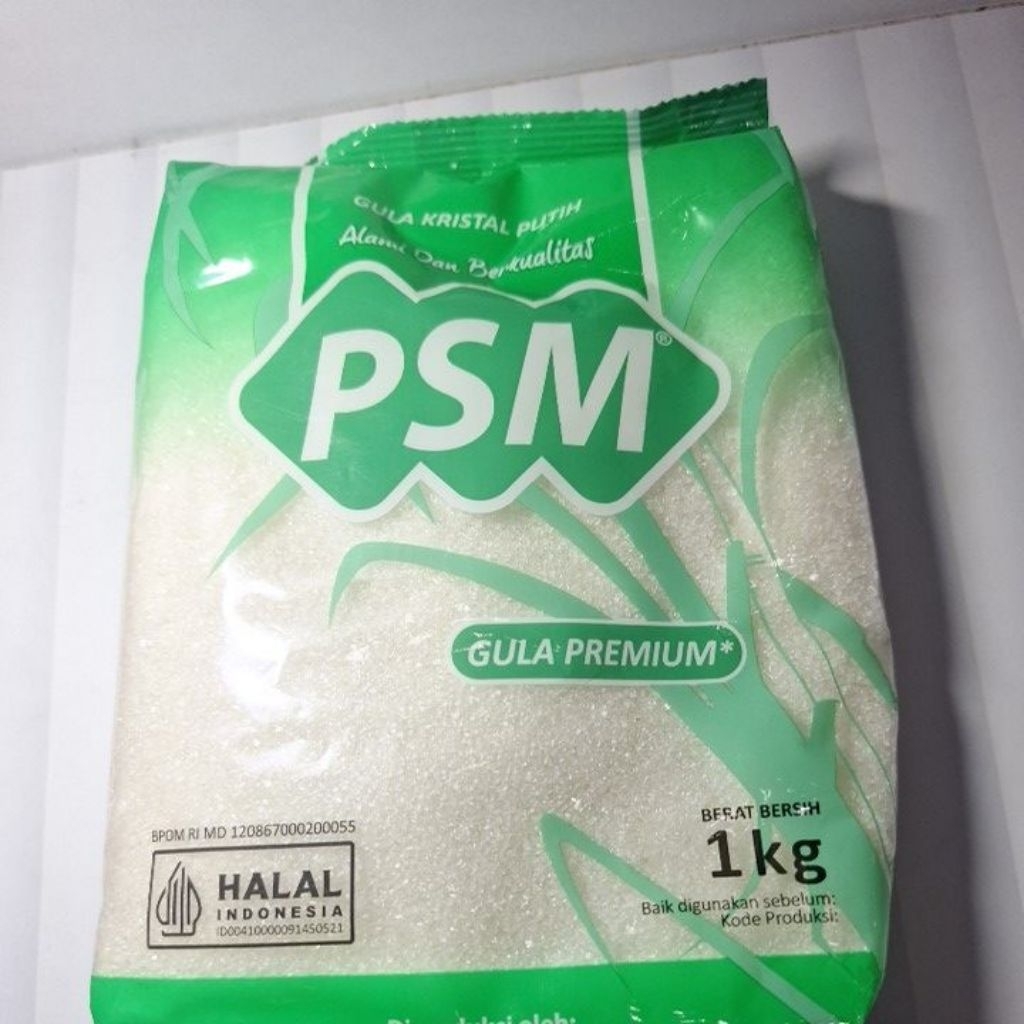 GULA KRISTAL PUTIH
Alami Dan Berkualitas
PSM®
GULA PREMIUM*
BPOM RI MD 120867000200055
HALAL
INDONESIA
ID00410000091450521
BERAT BERSIH
1kg
Baik digunakan sebelum:
Kode Produksi:
oleh: